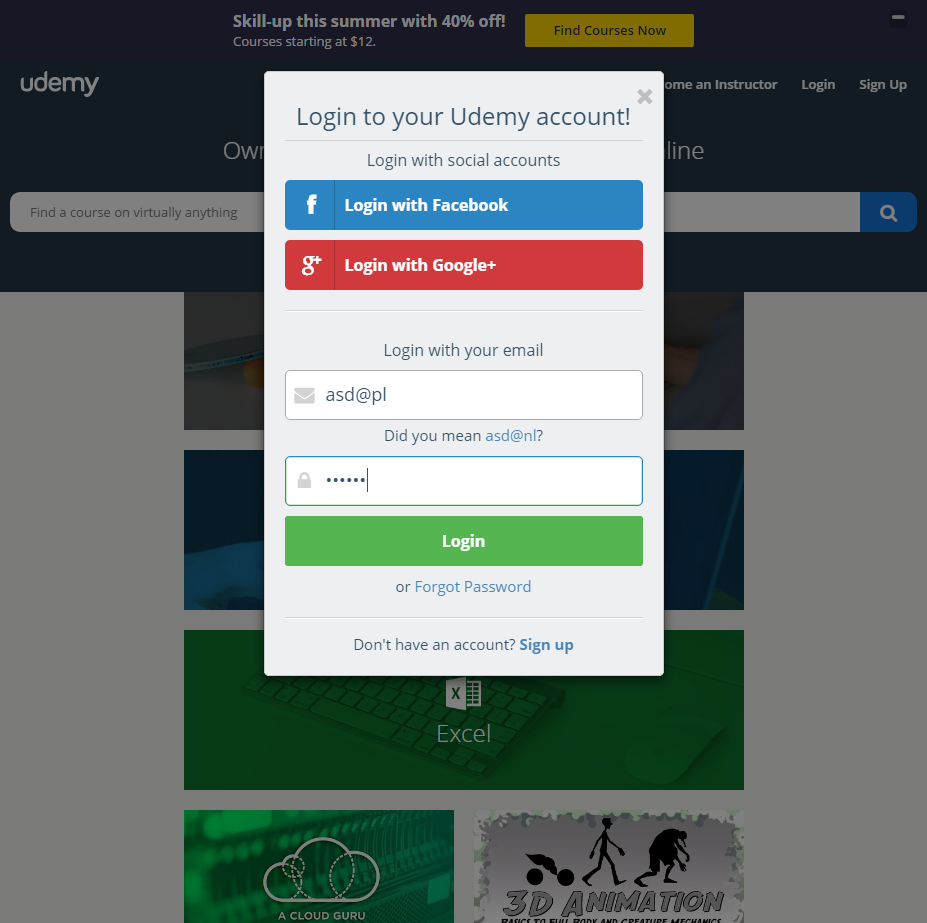 Skill-up this summer with 40% off!
Courses starting at $12.
Find Courses Now
udemy
ome an Instructor
Login
Sign Up
Login to your Udemy account!
Own
line
Login with social accounts
Find a course on virtually anything
f Login with Facebook
g+ Login with Google+
Login with your email
asd@pl
Did you mean asd@nl?
••••••
Login
or Forgot Password
Don't have an account? Sign up
X
Excel
A CLOUD GURU
3D ANIMATION
BASICS TO FULL BODY AND CREATURE MECHANICS